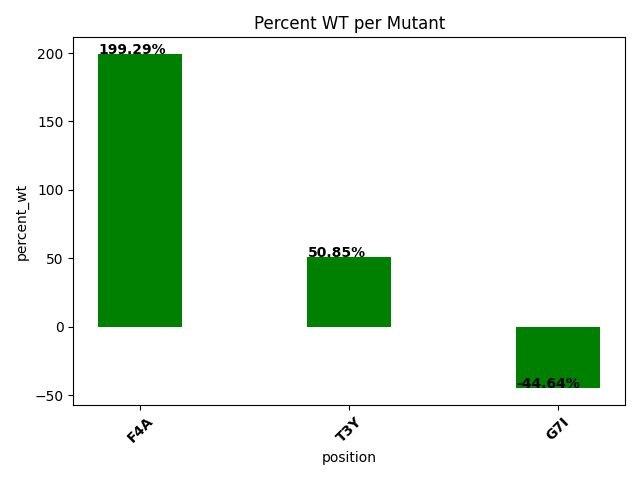 Percent WT per Mutant
percent_wt
200
150
100
50
0
−50
199.29%
50.85%
-44.64%
F4A
T3Y
G7I
position